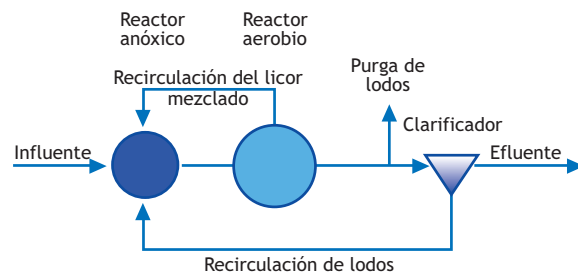 Reactor
anóxico
Reactor
aerobio
Recirculación del licor
mezclado
Purga de
lodos
Clarificador
Influente
Efluente
Recirculación de lodos